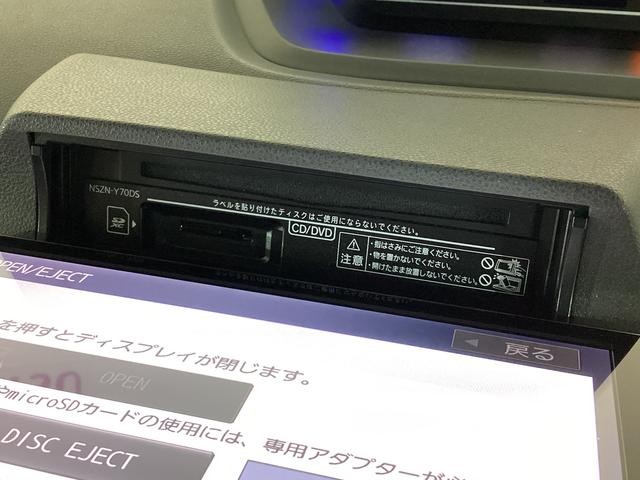 NSZN-Y70DS
ラベルを貼り付けたディスクはご使用にならないでください。
CD/DVD
SD XC
注意
・指はさみにご注意ください。
・物を置かないでください。
・開けたまま放置しないでください。
PEN/EJECT
戻る
を押すとディスプレイが閉じます。
OPEN
やmicroSDカードの使用には、専用アダプターが
DISC EJECT